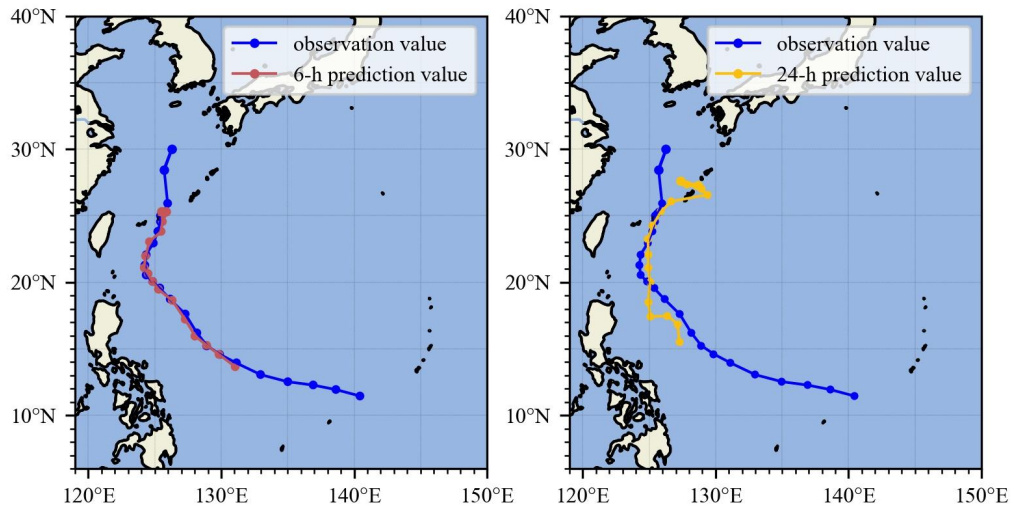 40°N
30°N
20°N
10°N
120°E
130°E
140°E
150°E
observation value
6-h prediction value
40°N
30°N
20°N
10°N
120°E
130°E
140°E
150°E
observation value
24-h prediction value